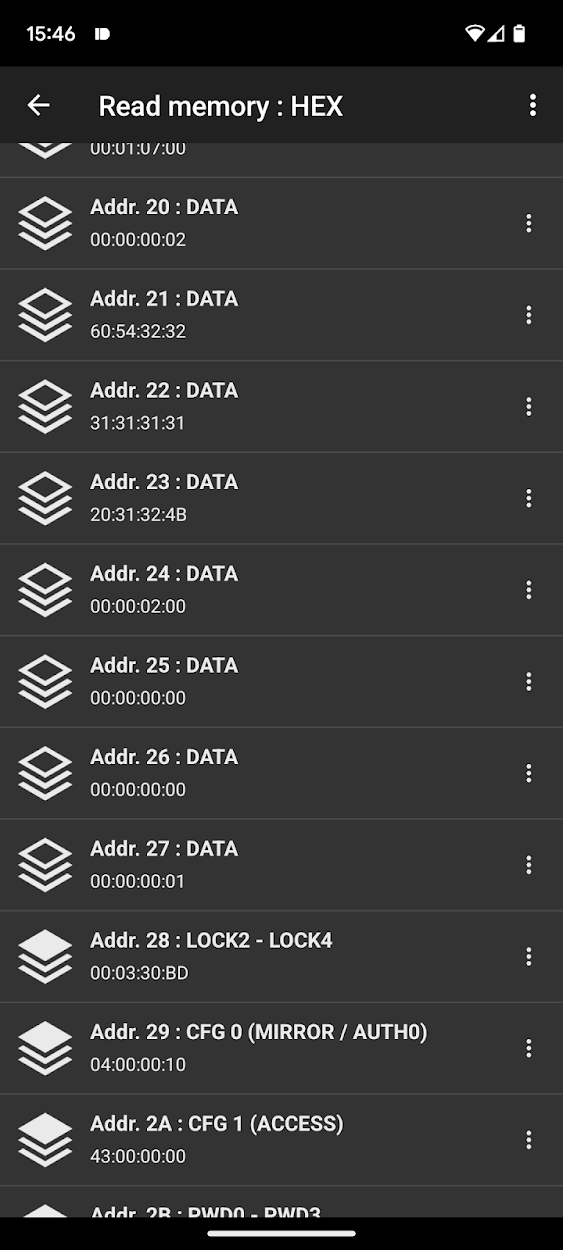 15:46
Read memory : HEX
00:01:07:00
Addr. 20 : DATA
00:00:00:02
Addr. 21 : DATA
60:54:32:32
Addr. 22 : DATA
31:31:31:31
Addr. 23 : DATA
20:31:32:4B
Addr. 24 : DATA
00:00:02:00
Addr. 25 : DATA
00:00:00:00
Addr. 26 : DATA
00:00:00:00
Addr. 27 : DATA
00:00:00:01
Addr. 28 : LOCK2 - LOCK4
00:03:30:BD
Addr. 29 : CFG 0 (MIRROR / AUTH0)
04:00:00:10
Addr. 2A : CFG 1 (ACCESS)
43:00:00:00
Addr. 2B : PWD0 - PWD3